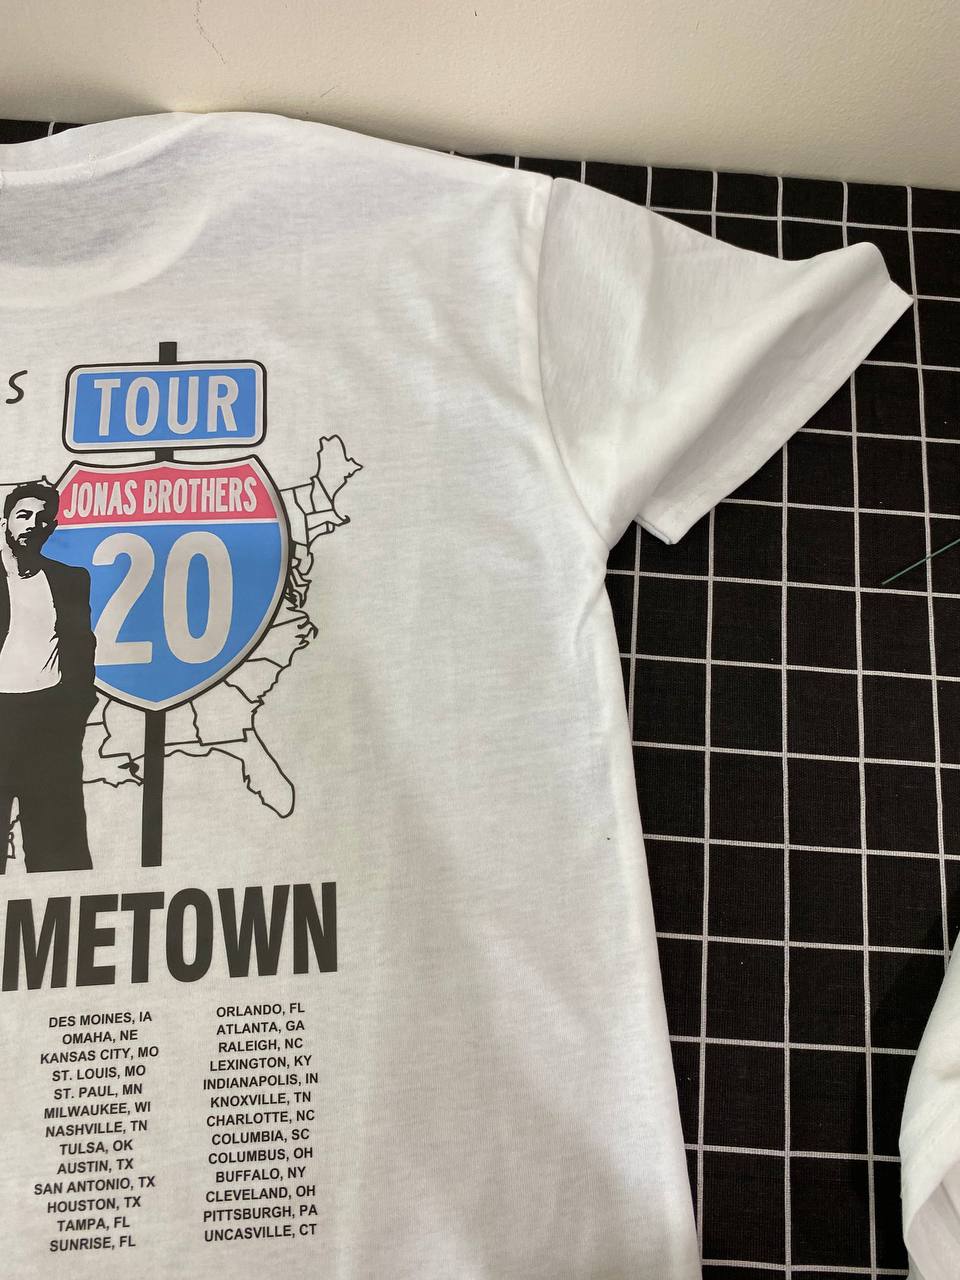 S
TOUR
JONAS BROTHERS
20
METOWN
DES MOINES, IA
OMAHA, NE
KANSAS CITY, MO
ST. LOUIS, MO
ST. PAUL, MN
MILWAUKEE, WI
NASHVILLE, TN
TULSA, OK
AUSTIN, TX
SAN ANTONIO, TX
HOUSTON, TX
TAMPA, FL
SUNRISE, FL
ORLANDO, FL
ATLANTA, GA
RALEIGH, NC
LEXINGTON, KY
INDIANAPOLIS, IN
KNOXVILLE, TN
CHARLOTTE, NC
COLUMBIA, SC
COLUMBUS, OH
BUFFALO, NY
CLEVELAND, OH
PITTSBURGH, PA
UNCASVILLE, CT